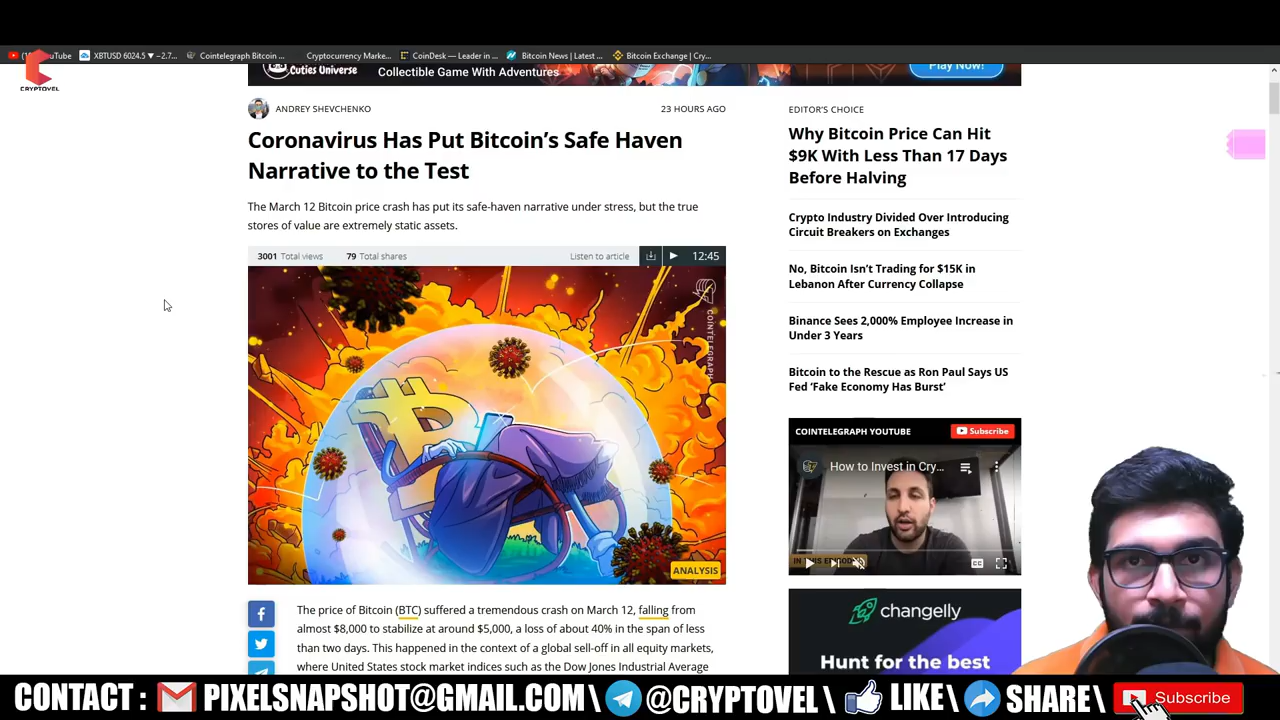 YouTube
XBTUSD 6024.5 ▼ −2.7...
Cointelegraph Bitcoin ...
Cryptocurrency Marke...
CoinDesk — Leader in ...
Bitcoin News | Latest ...
Bitcoin Exchange | Cry...
CRYPTOVEL
Cuties Universe
Collectible Game With Adventures
Play Now!
ANDREY SHEVCHENKO
23 HOURS AGO
Coronavirus Has Put Bitcoin’s Safe Haven
Narrative to the Test
The March 12 Bitcoin price crash has put its safe-haven narrative under stress, but the true
stores of value are extremely static assets.
3001 Total views 79 Total shares
Listen to article
12:45
COINTELEGRAPH
ANALYSIS
The price of Bitcoin (BTC) suffered a tremendous crash on March 12, falling from
almost $8,000 to stabilize at around $5,000, a loss of about 40% in the span of less
than two days. This happened in the context of a global sell-off in all equity markets,
where United States stock market indices such as the Dow Jones Industrial Average
EDITOR’S CHOICE
Why Bitcoin Price Can Hit
$9K With Less Than 17 Days
Before Halving
Crypto Industry Divided Over Introducing
Circuit Breakers on Exchanges
No, Bitcoin Isn’t Trading for $15K in
Lebanon After Currency Collapse
Binance Sees 2,000% Employee Increase in
Under 3 Years
Bitcoin to the Rescue as Ron Paul Says US
Fed ‘Fake Economy Has Burst’
COINTELEGRAPH YOUTUBE
Subscribe
How to Invest in Cry...
IN THIS EPISOD
changelly
Hunt for the best
CONTACT : PIXELSNAPSHOT@GMAIL.COM \ @CRYPTOVEL \ LIKE \ SHARE \ Subscribe